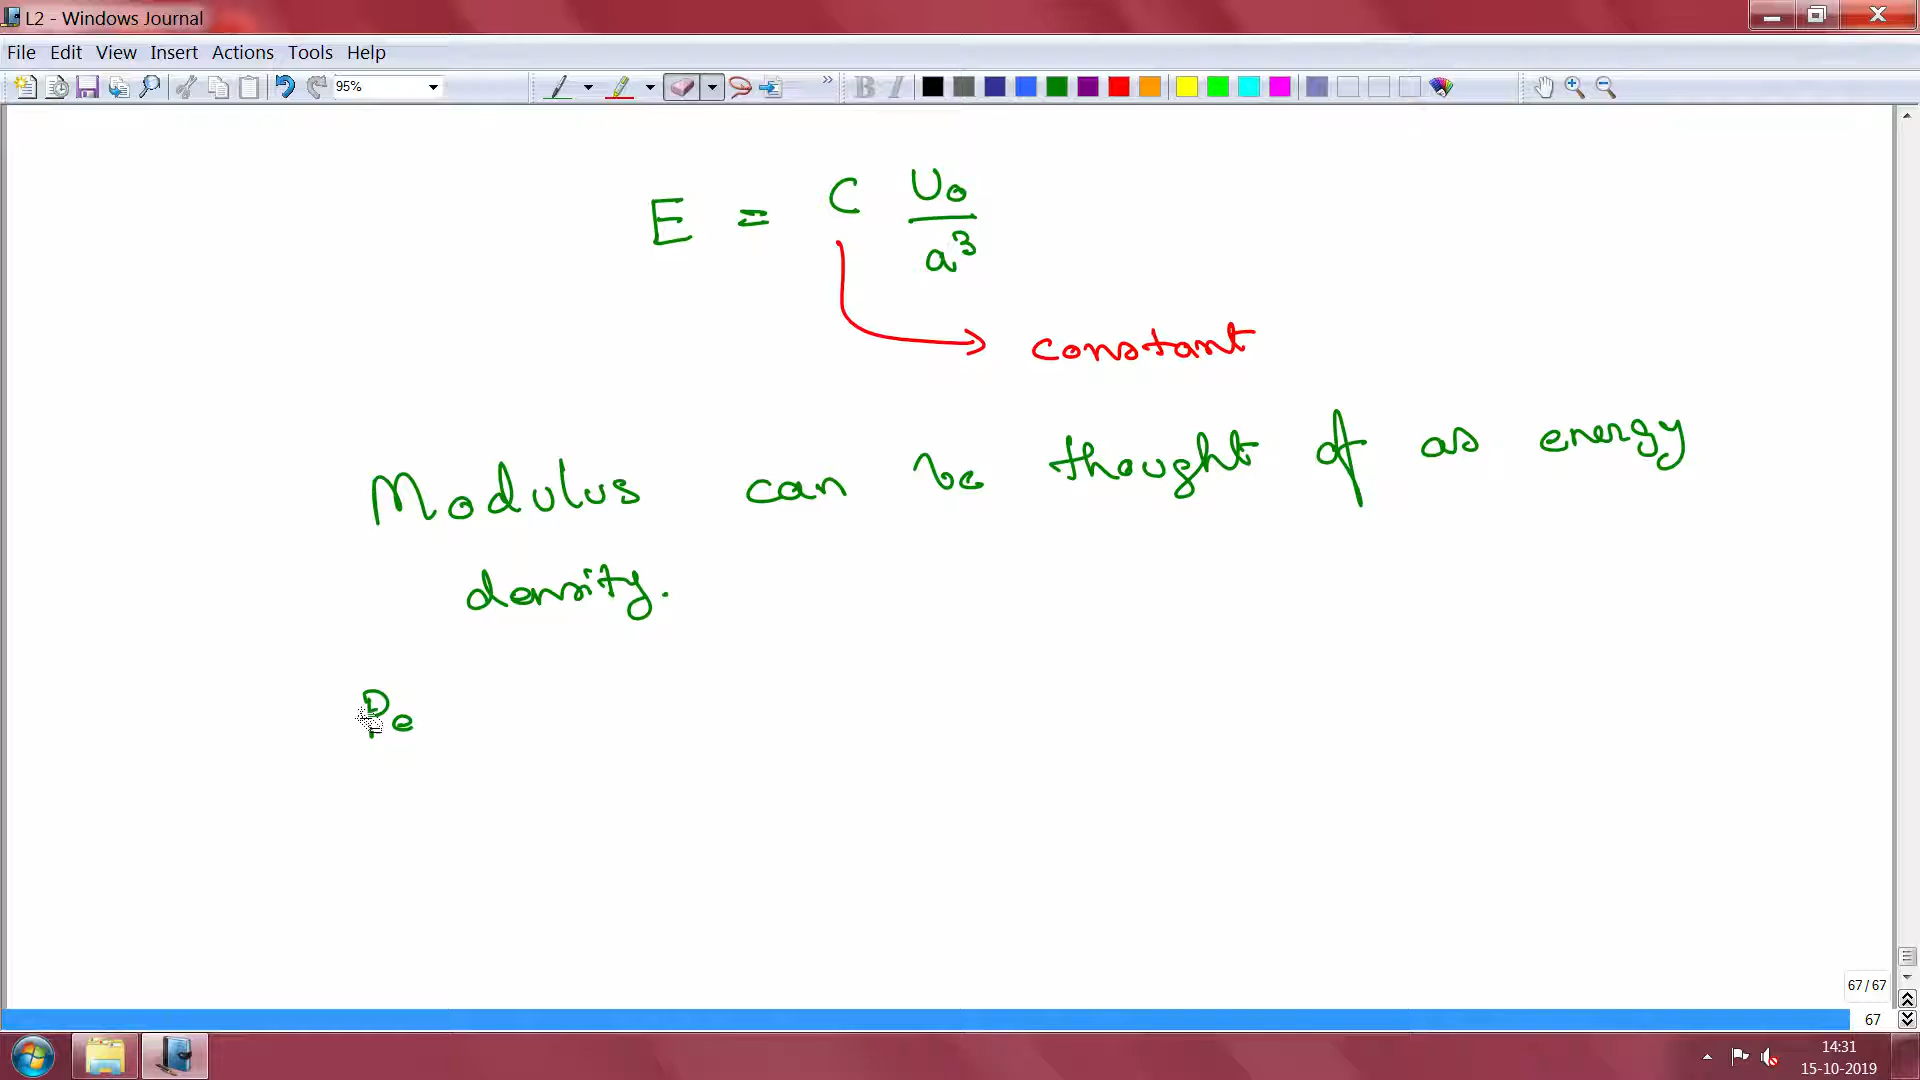 L2 - Windows Journal
File Edit View Insert Actions Tools Help
95%
E = C U₀/a³
constant
Modulus can be thought of as energy
density.
Pe
67 / 67
67
14:31
15-10-2019